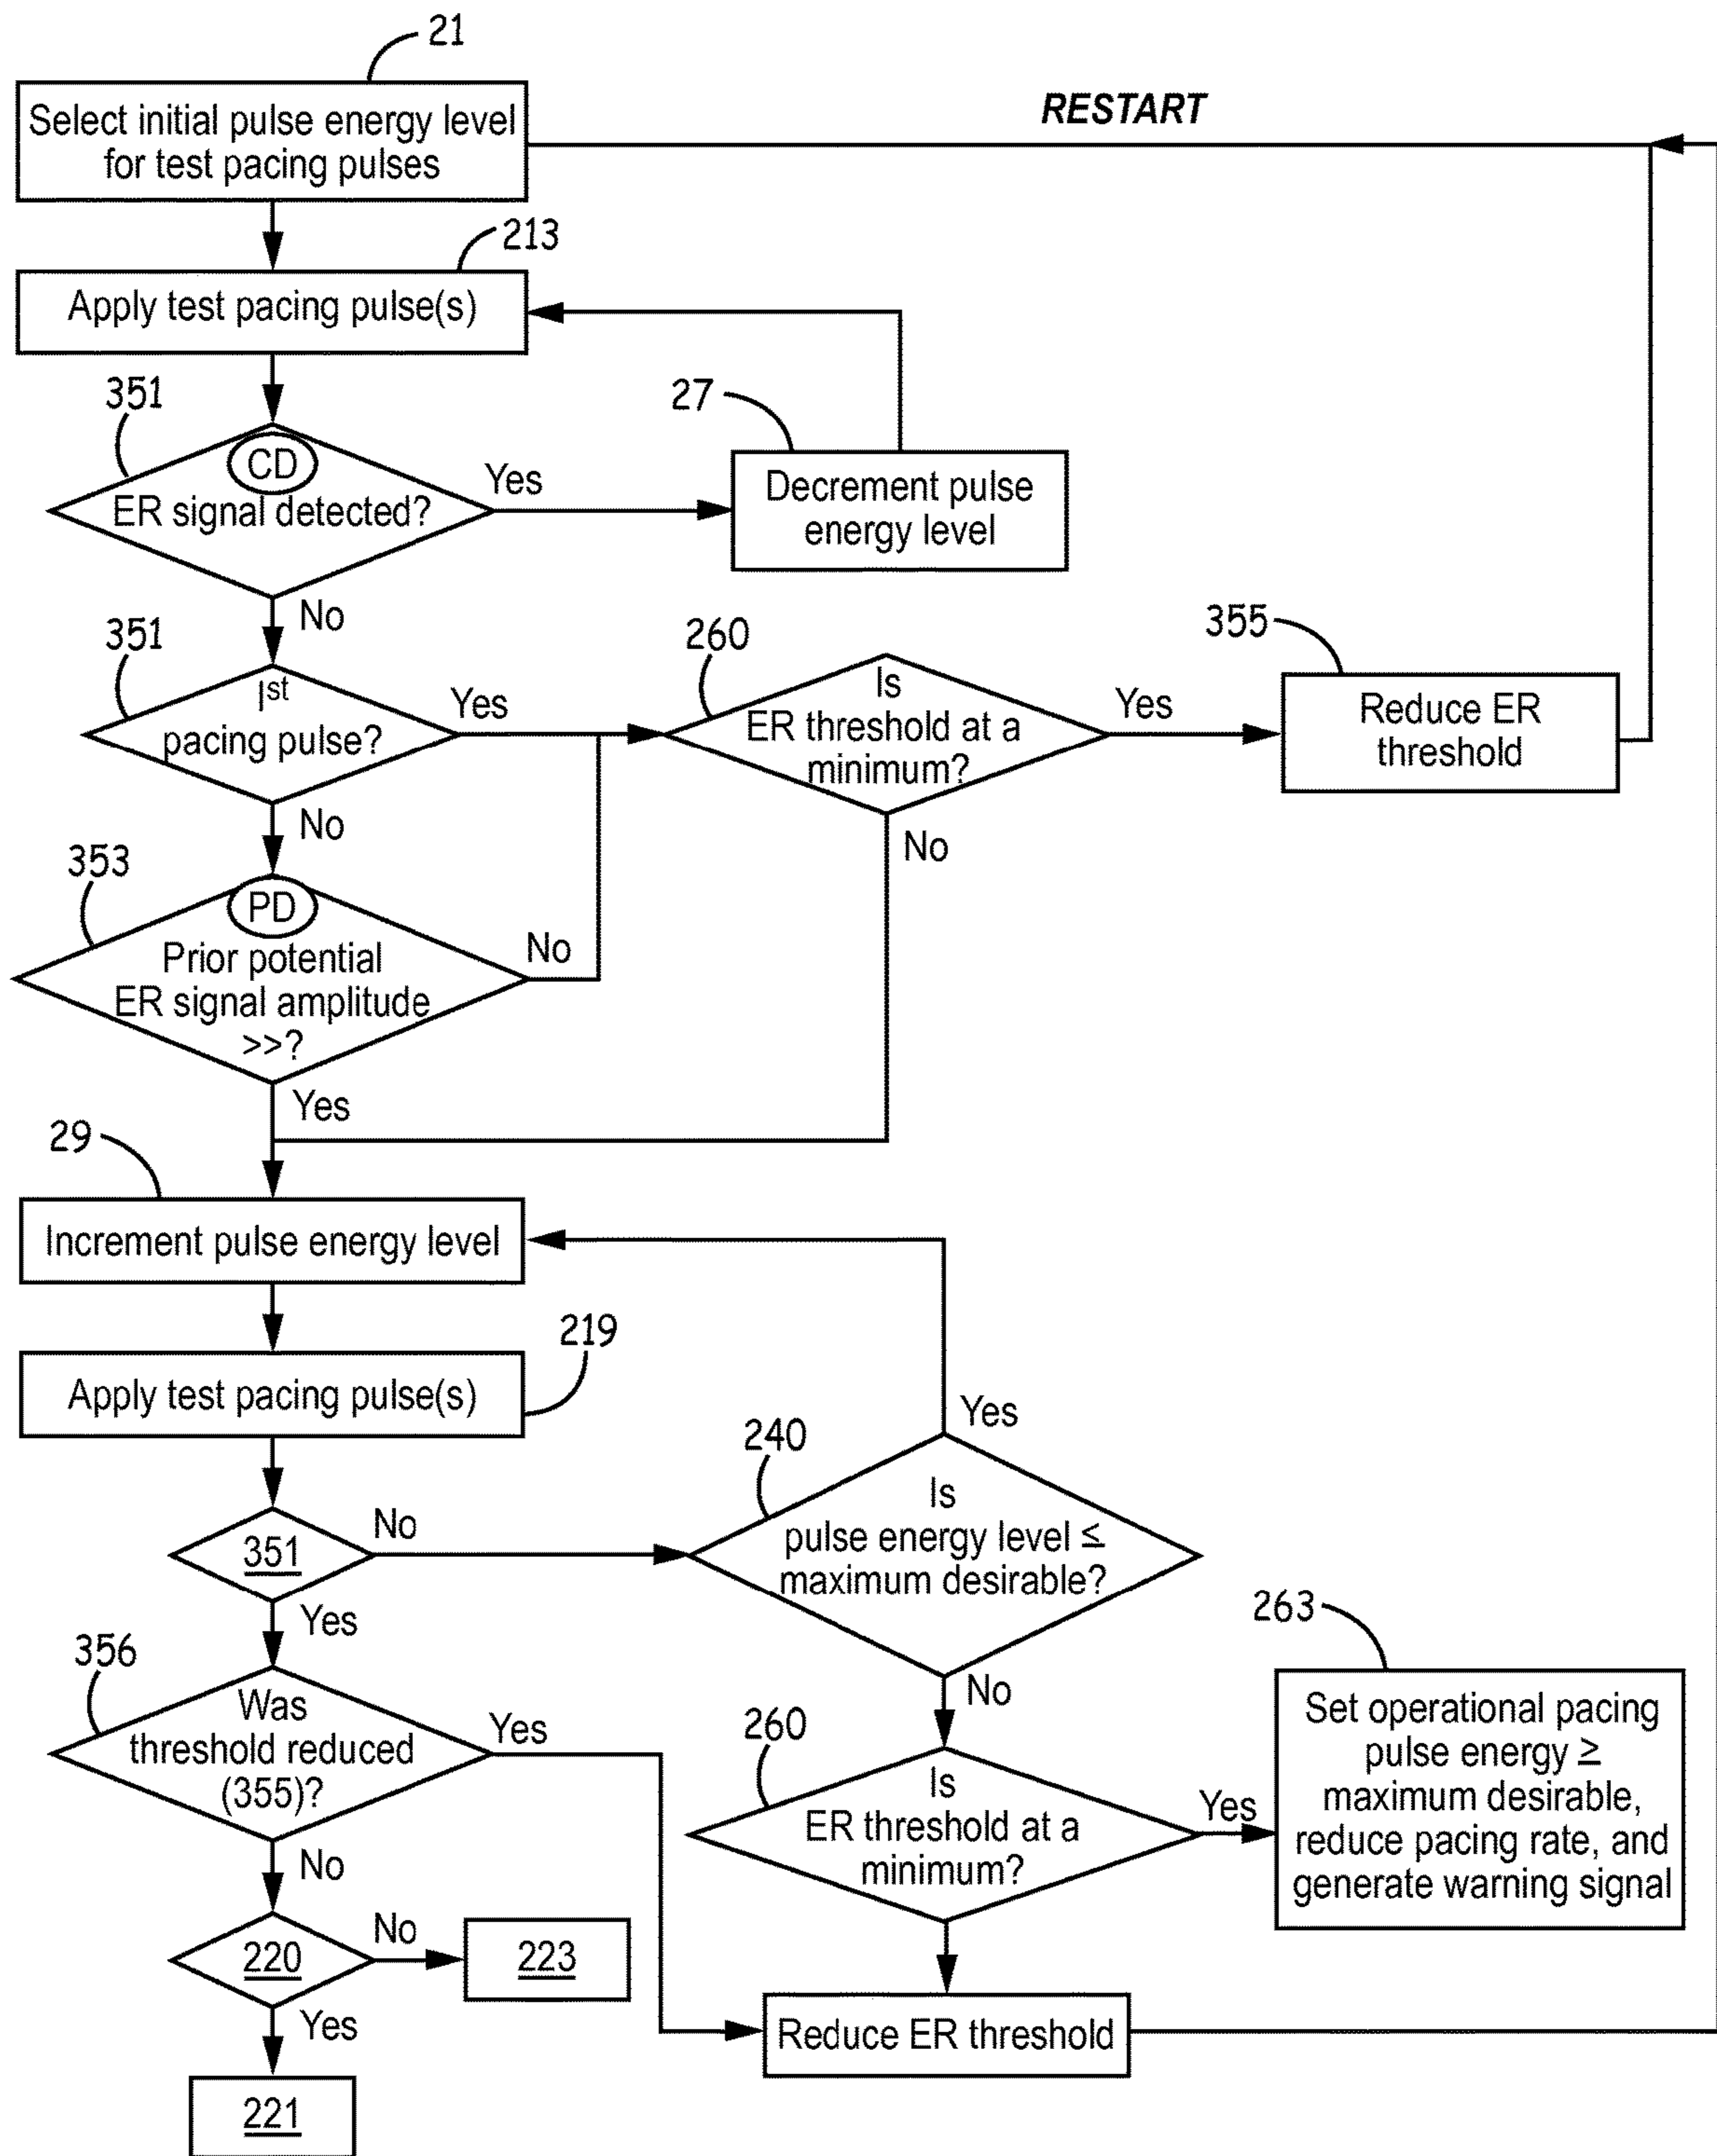 21
RESTART
Select initial pulse energy level
for test pacing pulses
213
Apply test pacing pulse(s)
351
CD
ER signal detected?
Yes
27
Decrement pulse
energy level
No
351
Ist
pacing pulse?
Yes
260
Is
ER threshold at a
minimum?
Yes
355
Reduce ER
threshold
No
No
353
PD
Prior potential
ER signal amplitude
>>?
No
Yes
29
Increment pulse energy level
219
Apply test pacing pulse(s)
351
No
240
Is
pulse energy level ≤
maximum desirable?
Yes
Yes
No
356
Was
threshold reduced
(355)?
Yes
260
Is
ER threshold at a
minimum?
Yes
263
Set operational pacing
pulse energy ≥
maximum desirable,
reduce pacing rate, and
generate warning signal
No
220
No
223
Reduce ER threshold
Yes
221